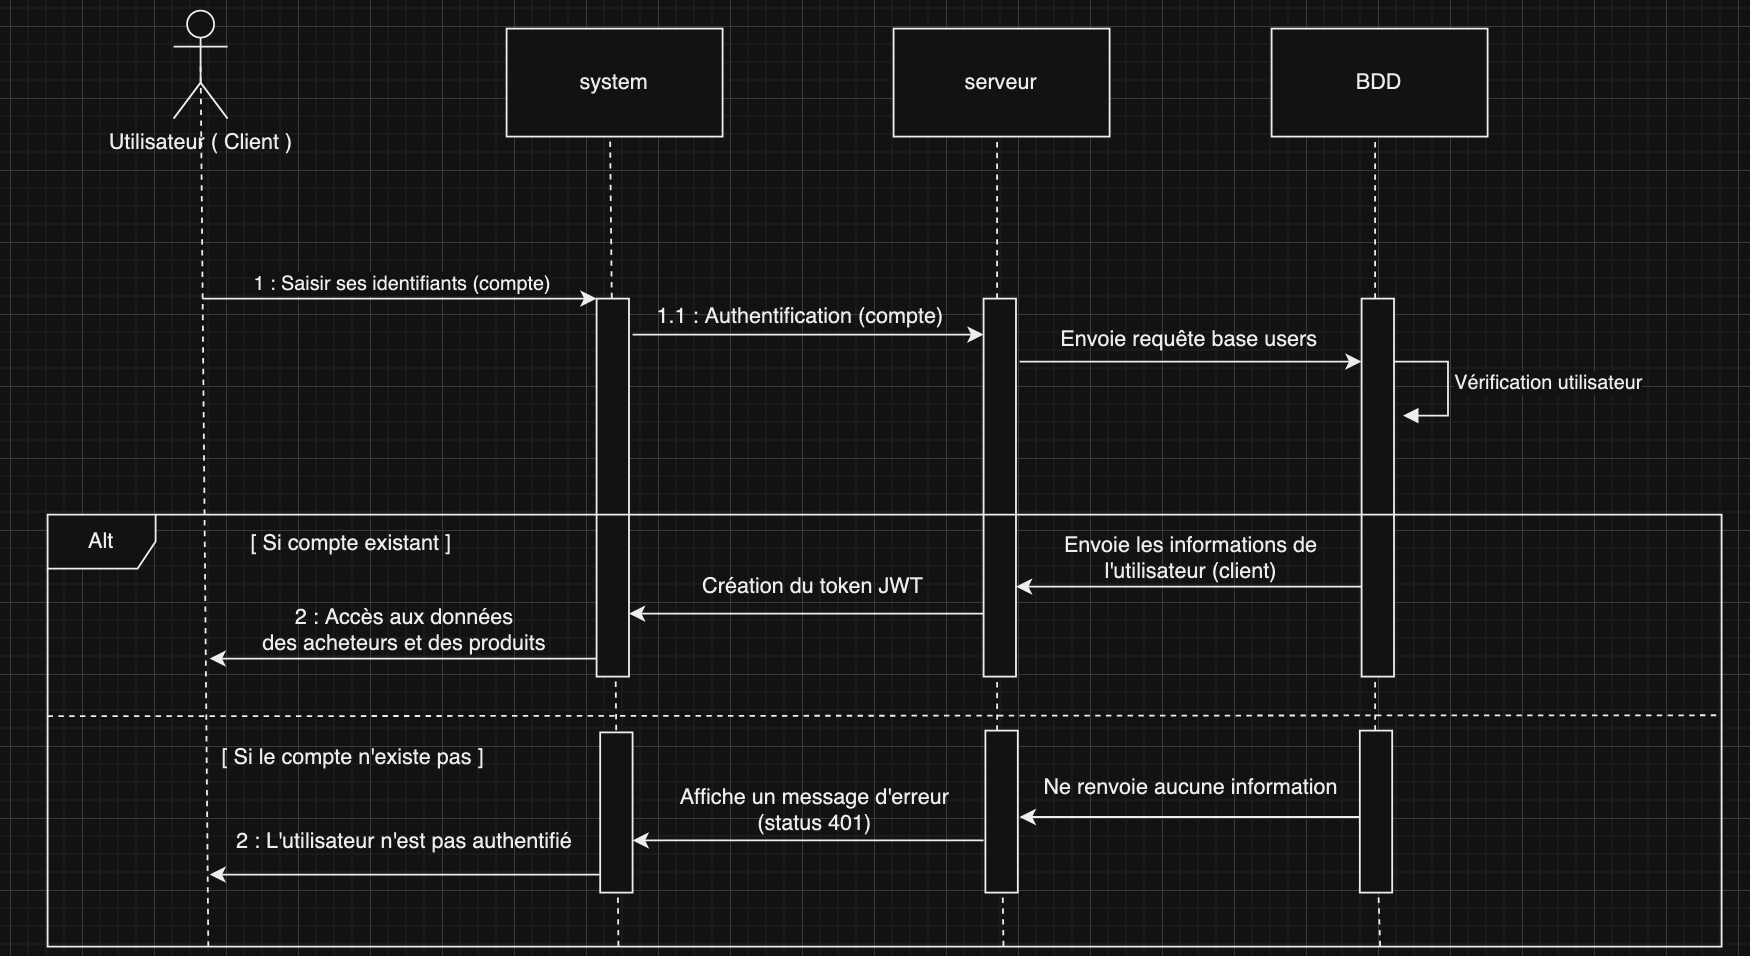 Utilisateur ( Client )
system
serveur
BDD
1 : Saisir ses identifiants (compte)
1.1 : Authentification (compte)
Envoie requête base users
Vérification utilisateur
Alt
[ Si compte existant ]
Envoie les informations de
l'utilisateur (client)
Création du token JWT
2 : Accès aux données
des acheteurs et des produits
[ Si le compte n'existe pas ]
Ne renvoie aucune information
Affiche un message d'erreur
(status 401)
2 : L'utilisateur n'est pas authentifié